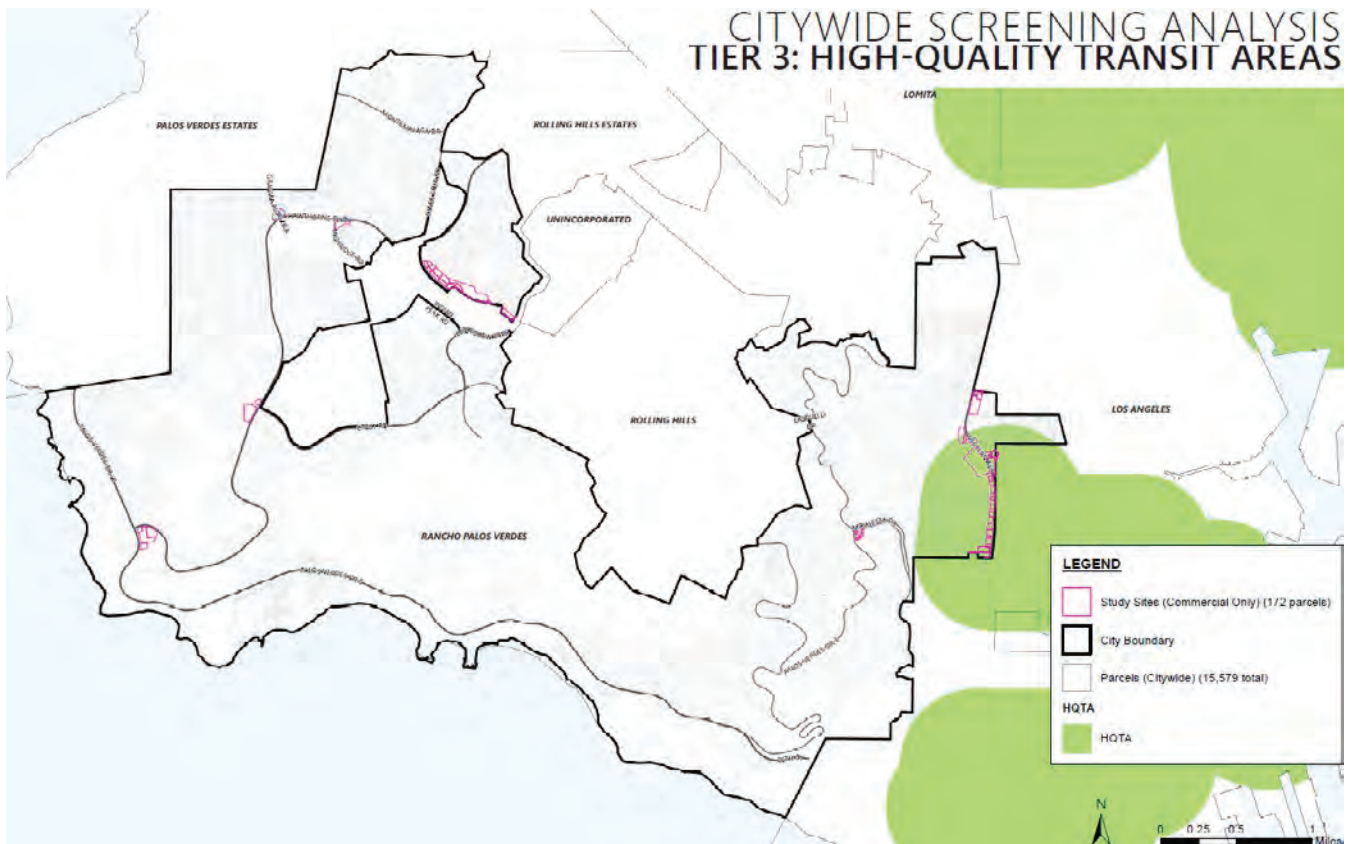 CITYWIDE SCREENING ANALYSIS
TIER 3: HIGH-QUALITY TRANSIT AREAS
LOMITA
PALOS VERDES ESTATES
ROLLING HILLS ESTATES
UNINCORPORATED
LOS ANGELES
ROLLING HILLS
RANCHO PALOS VERDES
LEGEND
Study Sites (Commercial Only) (172 parcels)
City Boundary
Parcels (Citywide) (15,579 total)
HQTA
HQTA
N
0 0.25 0.5 1
Miles